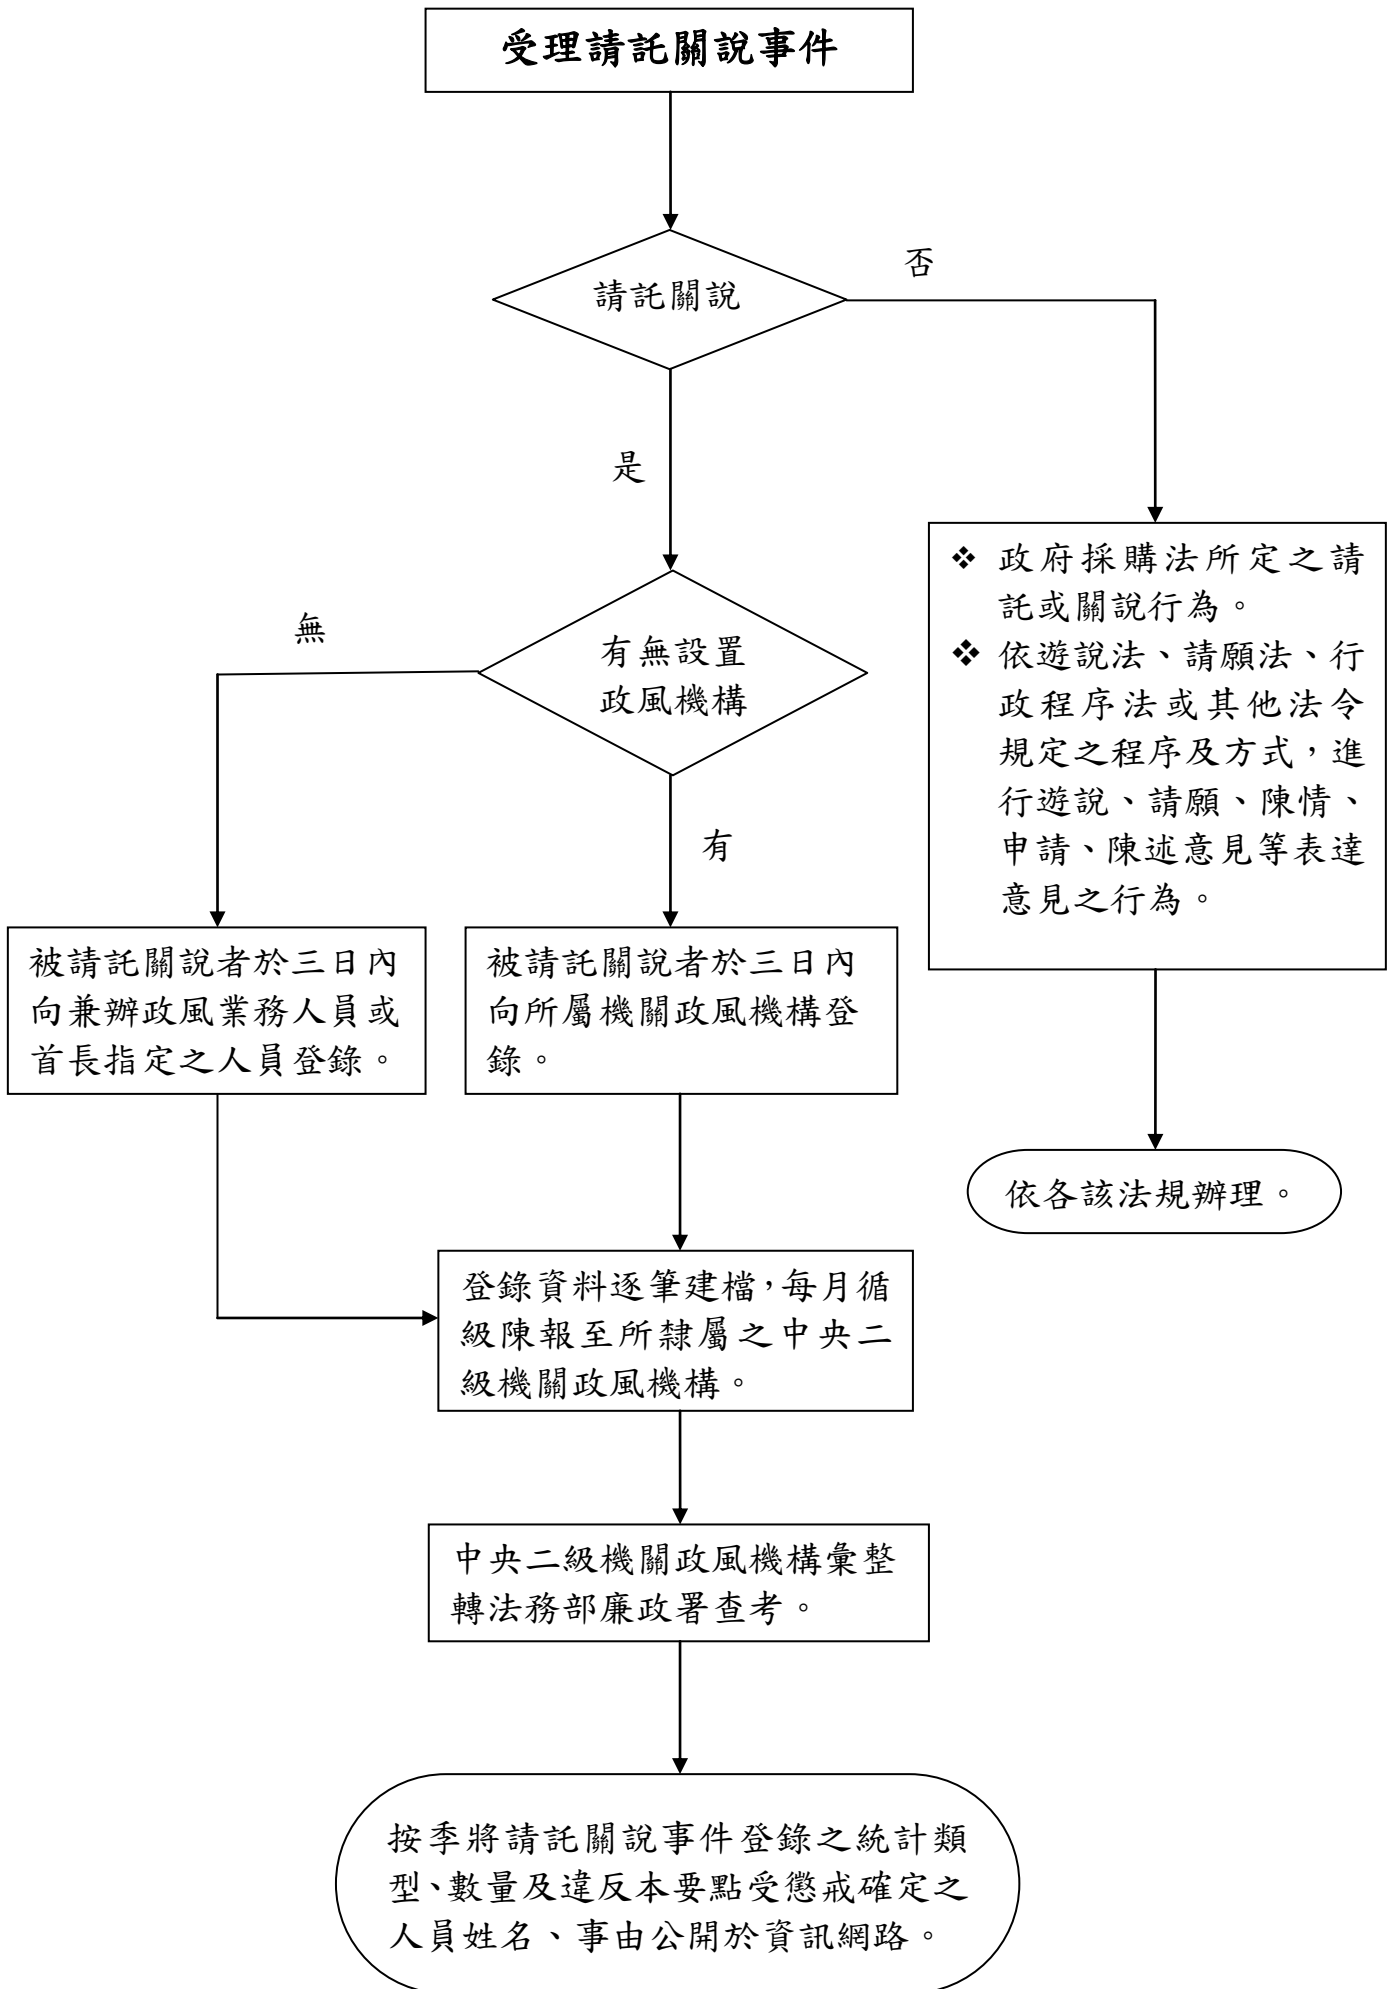 受理請託關說事件
請託關說
否
是
❖ 政府採購法所定之請
託或關說行為。
❖ 依遊說法、請願法、行
政程序法或其他法令
規定之程序及方式，進
行遊說、請願、陳情、
申請、陳述意見等表達
意見之行為。
無
有無設置
政風機構
有
被請託關說者於三日內
向兼辦政風業務人員或
首長指定之人員登錄。
被請託關說者於三日內
向所屬機關政風機構登
錄。
依各該法規辦理。
登錄資料逐筆建檔，每月循
級陳報至所隸屬之中央二
級機關政風機構。
中央二級機關政風機構彙整
轉法務部廉政署查考。
按季將請託關說事件登錄之統計類
型、數量及違反本要點受懲戒確定之
人員姓名、事由公開於資訊網路。